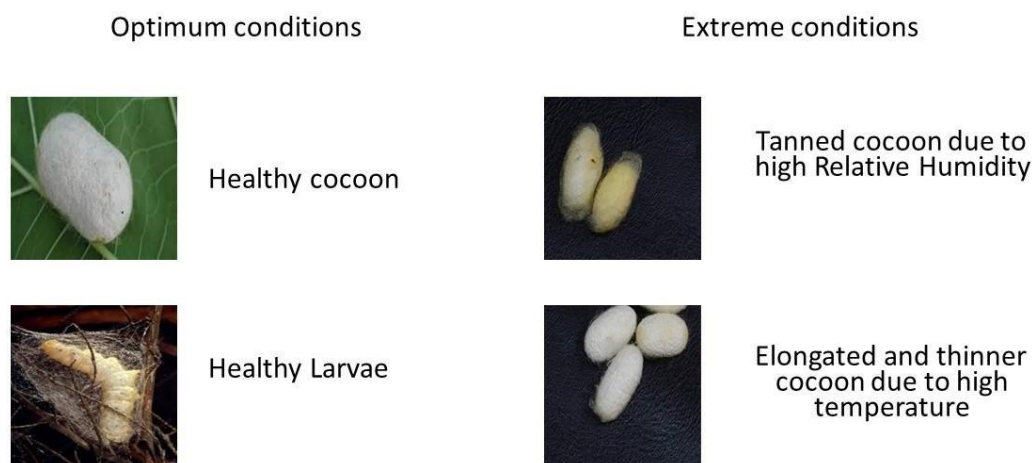 Optimum conditions
Extreme conditions
Healthy cocoon
Tanned cocoon due to
high Relative Humidity
Healthy Larvae
Elongated and thinner
cocoon due to high
temperature